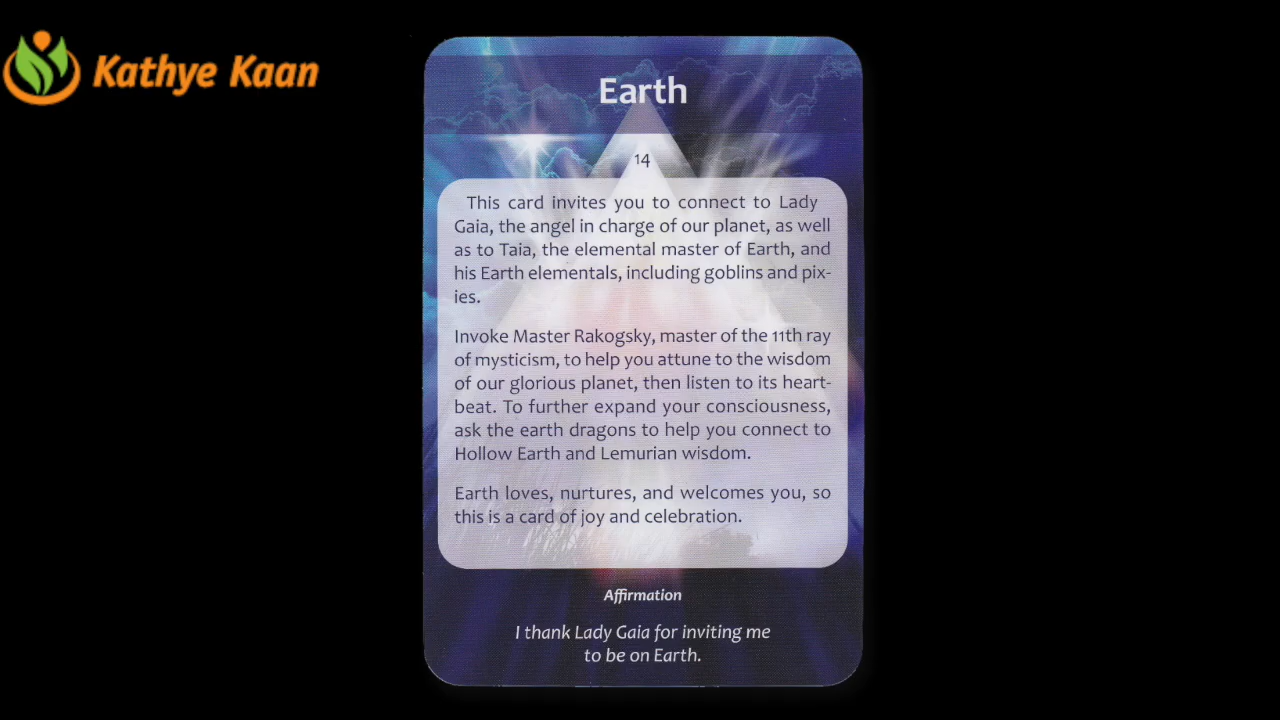 Kathye Kaan
Earth
14
This card invites you to connect to Lady
Gaia, the angel in charge of our planet, as well
as to Taia, the elemental master of Earth, and
his Earth elementals, including goblins and pix-
ies.
Invoke Master Rakogsky, master of the 11th ray
of mysticism, to help you attune to the wisdom
of our glorious planet, then listen to its heart-
beat. To further expand your consciousness,
ask the earth dragons to help you connect to
Hollow Earth and Lemurian wisdom.
Earth loves, nurtures, and welcomes you, so
this is a card of joy and celebration.
Affirmation
I thank Lady Gaia for inviting me
to be on Earth.